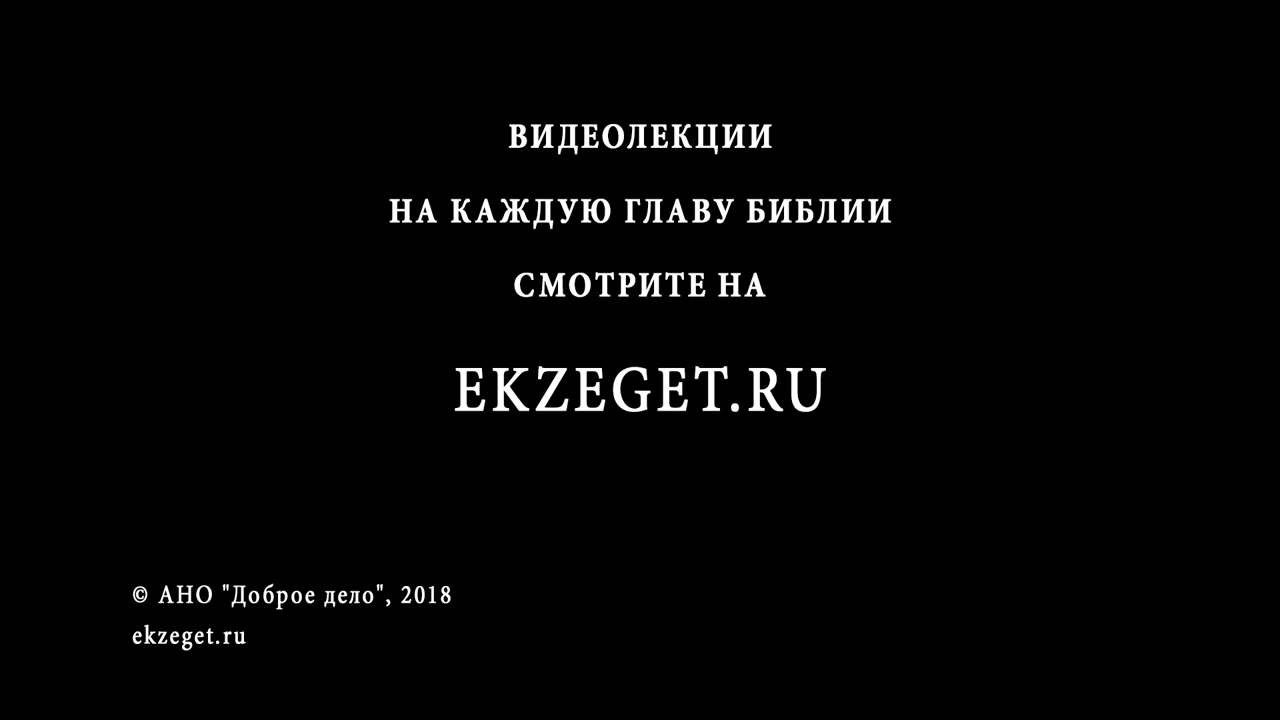 ВИДЕОЛЕКЦИИ
НА КАЖДУЮ ГЛАВУ БИБЛИИ
СМОТРИТЕ НА
EKZEGET.RU
© АНО "Доброе дело", 2018
ekzeget.ru